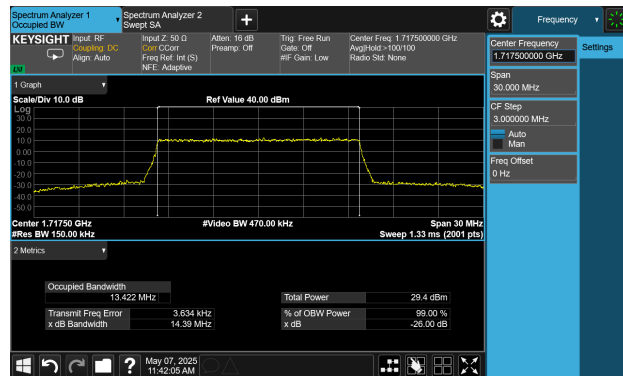 Spectrum Analyzer 1
Occupied BW
Spectrum Analyzer 2
Swept SA
+
Frequency
KEYSIGHT
Input: RF
Coupling: DC
Align: Auto
Input Z: 50 Ω
Corr CCorr
Freq Ref: Int (S)
NFE: Adaptive
Atten: 16 dB
Preamp: Off
Trig: Free Run
Gate: Off
#IF Gain: Low
Center Freq: 1.717500000 GHz
Avg|Hold:>100/100
Radio Std: None
LXI
Center Frequency
1.717500000 GHz
Settings
Span
30.000 MHz
CF Step
3.000000 MHz
Auto
Man
Freq Offset
0 Hz
1 Graph
Scale/Div 10.0 dB
Ref Value 40.00 dBm
Log
30.0
20.0
10.0
0.00
-10.0
-20.0
-30.0
-40.0
-50.0
Center 1.71750 GHz
#Video BW 470.00 kHz
Span 30 MHz
#Res BW 150.00 kHz
Sweep 1.33 ms (2001 pts)
2 Metrics
Occupied Bandwidth
13.422 MHz
Total Power 29.4 dBm
Transmit Freq Error 3.634 kHz
% of OBW Power 99.00 %
x dB Bandwidth 14.39 MHz
x dB -26.00 dB
?
May 07, 2025
11:42:05 AM